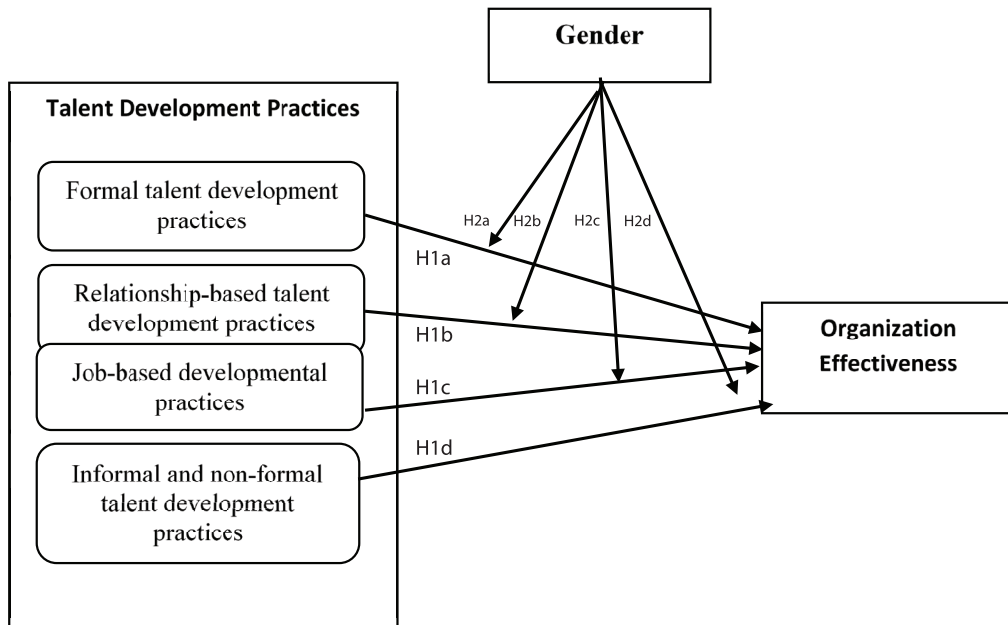 Gender
Talent Development Practices
Formal talent development
practices
H2a
H2b
H2c
H2d
H1a
Relationship-based talent
development practices
H1b
Organization
Effectiveness
Job-based developmental
practices
H1c
H1d
Informal and non-formal
talent development
practices